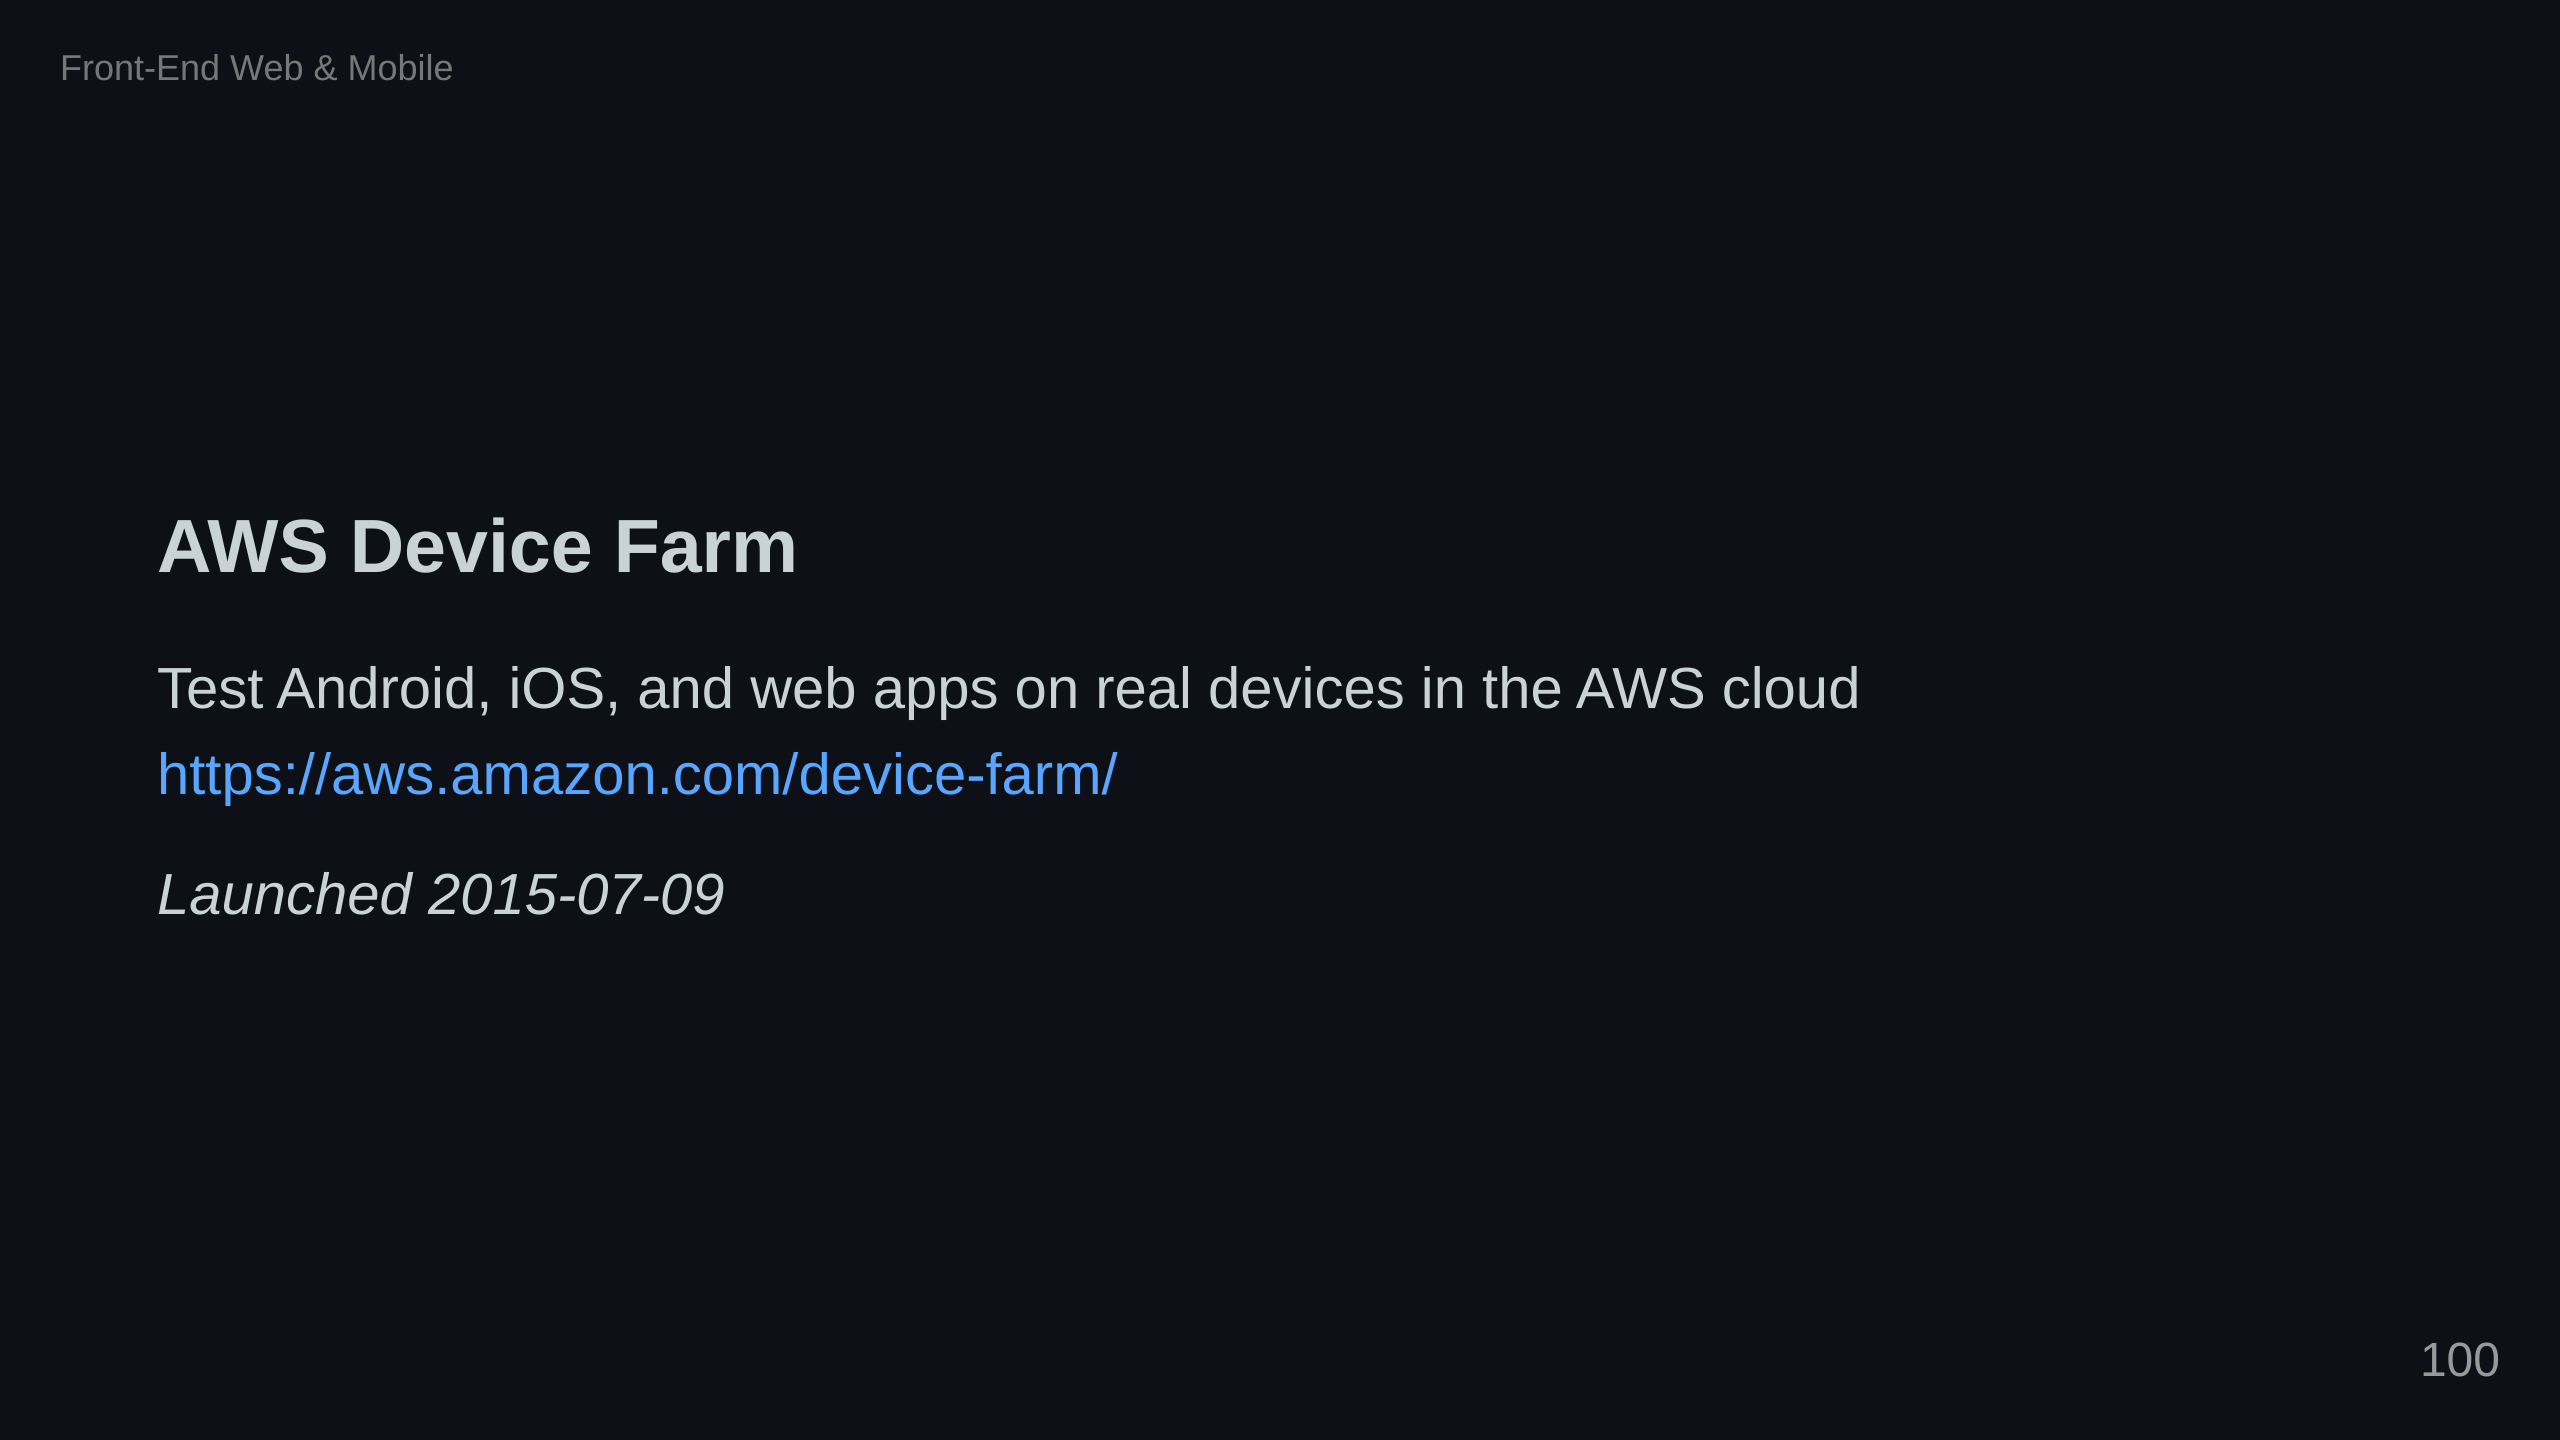 Front-End Web & Mobile
AWS Device Farm
Test Android, iOS, and web apps on real devices in the AWS cloud
https://aws.amazon.com/device-farm/
Launched 2015-07-09
100